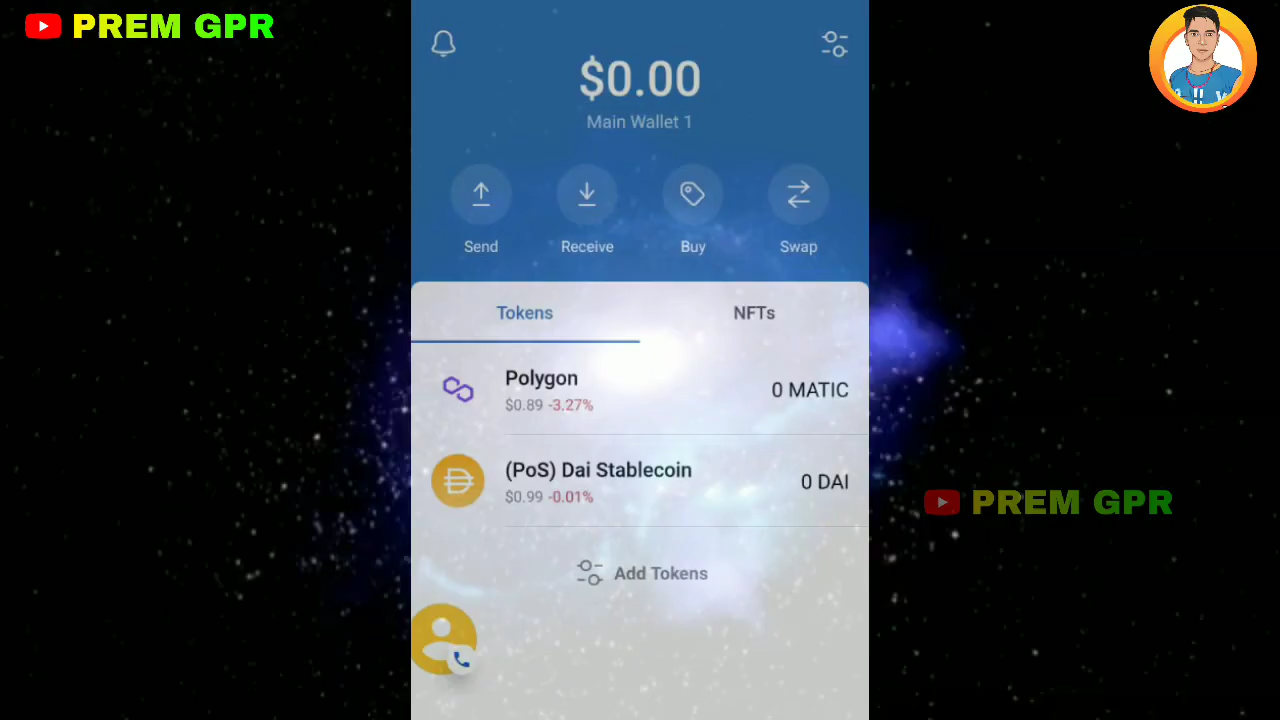 PREM GPR
$0.00
Main Wallet 1
Send
Receive
Buy
Swap
Tokens
NFTs
Polygon
$0.89 -3.27%
0 MATIC
(PoS) Dai Stablecoin
$0.99 -0.01%
0 DAI
PREM GPR
Add Tokens